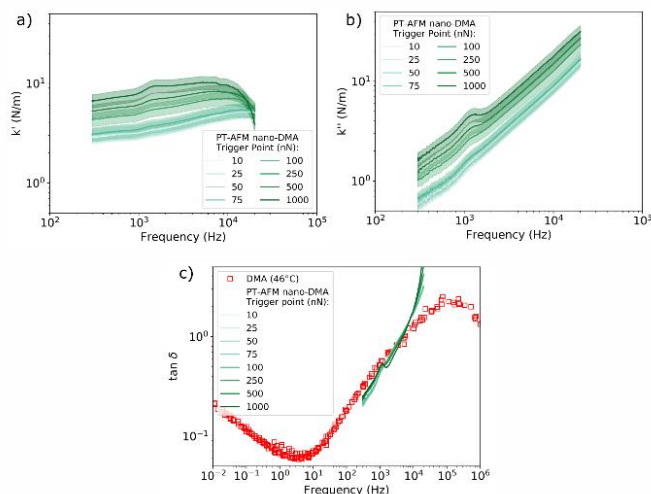 a)
k' (N/m)
10¹
10⁰
PT-AFM nano-DMA
Trigger Point (nN):
10 100
25 250
50 500
75 1000
10² 10³ 10⁴ 10⁵
Frequency (Hz)
b)
k'' (N/m)
10¹
10⁰
PT-AFM nano-DMA
Trigger Point (nN):
10 100
25 250
50 500
75 1000
10² 10³ 10⁴ 10⁵
Frequency (Hz)
c)
tan δ
10⁰
10⁻¹
DMA (46°C)
PT-AFM nano-DMA
Trigger point (nN):
10
25
50
75
100
250
500
1000
10⁻² 10⁻¹ 10⁰ 10¹ 10² 10³ 10⁴ 10⁵ 10⁶
Frequency (Hz)